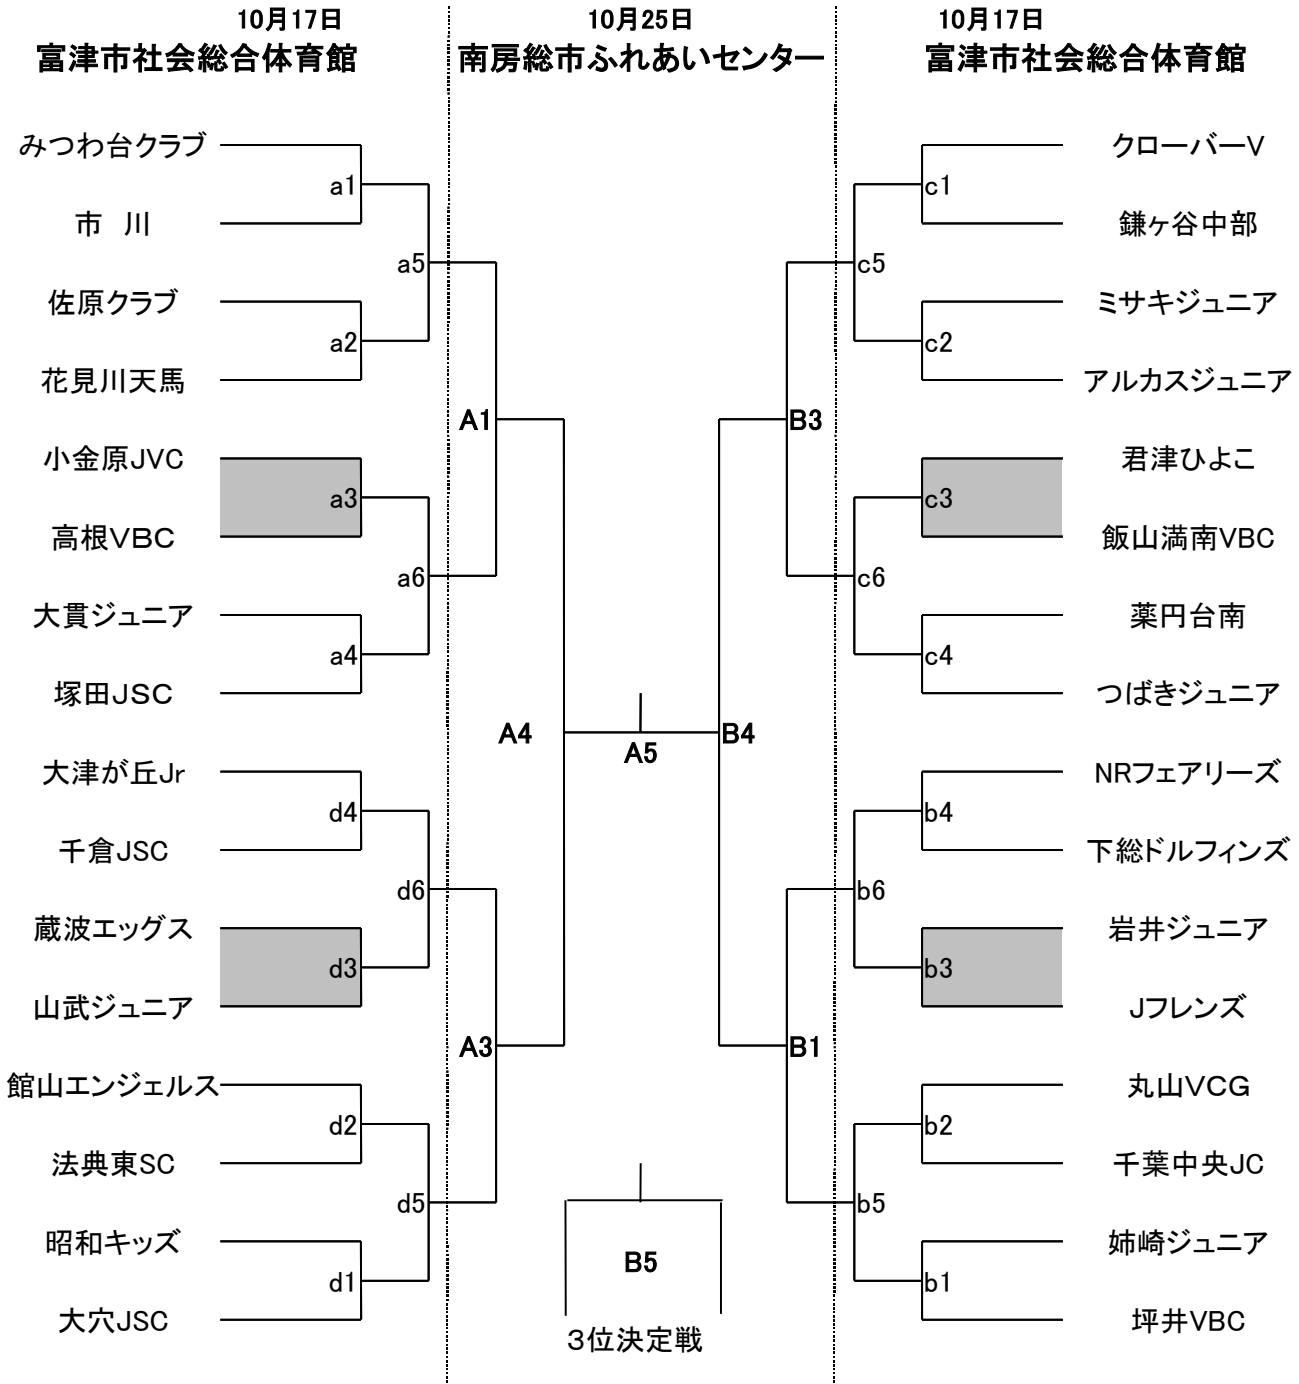 10月17日
富津市社会総合体育館
みつわ台クラブ
a1
市　川
a5
佐原クラブ
a2
花見川天馬
A1
小金原JVC
a3
高根VBC
a6
大貫ジュニア
a4
塚田JSC
A4
大津が丘Jr
d4
千倉JSC
d6
蔵波エッグス
d3
山武ジュニア
A3
館山エンジェルス
d2
法典東SC
d5
昭和キッズ
d1
大穴JSC
10月25日
南房総市ふれあいセンター
A5
B5
３位決定戦
10月17日
富津市社会総合体育館
クローバーV
c1
鎌ヶ谷中部
c5
ミサキジュニア
c2
アルカスジュニア
B3
君津ひよこ
c3
飯山満南VBC
c6
薬円台南
c4
つばきジュニア
B4
NRフェアリーズ
b4
下総ドルフィンズ
b6
岩井ジュニア
b3
Jフレンズ
B1
丸山VCG
b2
千葉中央JC
b5
姉崎ジュニア
b1
坪井VBC